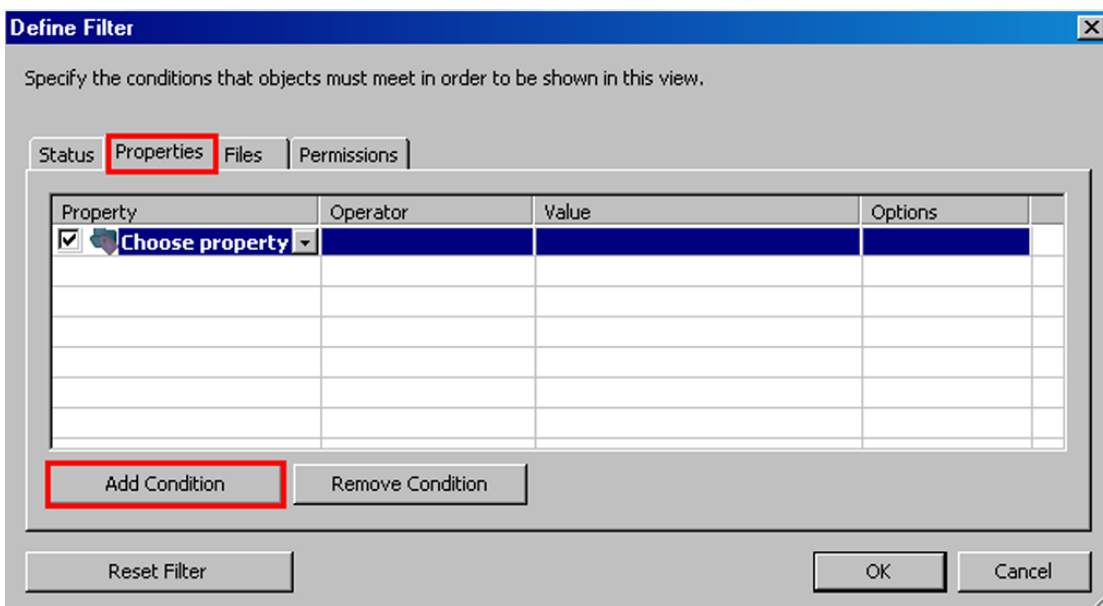 Define Filter
Specify the conditions that objects must meet in order to be shown in this view.
Status Properties Files Permissions
Property Operator Value Options
Choose property
Add Condition Remove Condition
Reset Filter OK Cancel